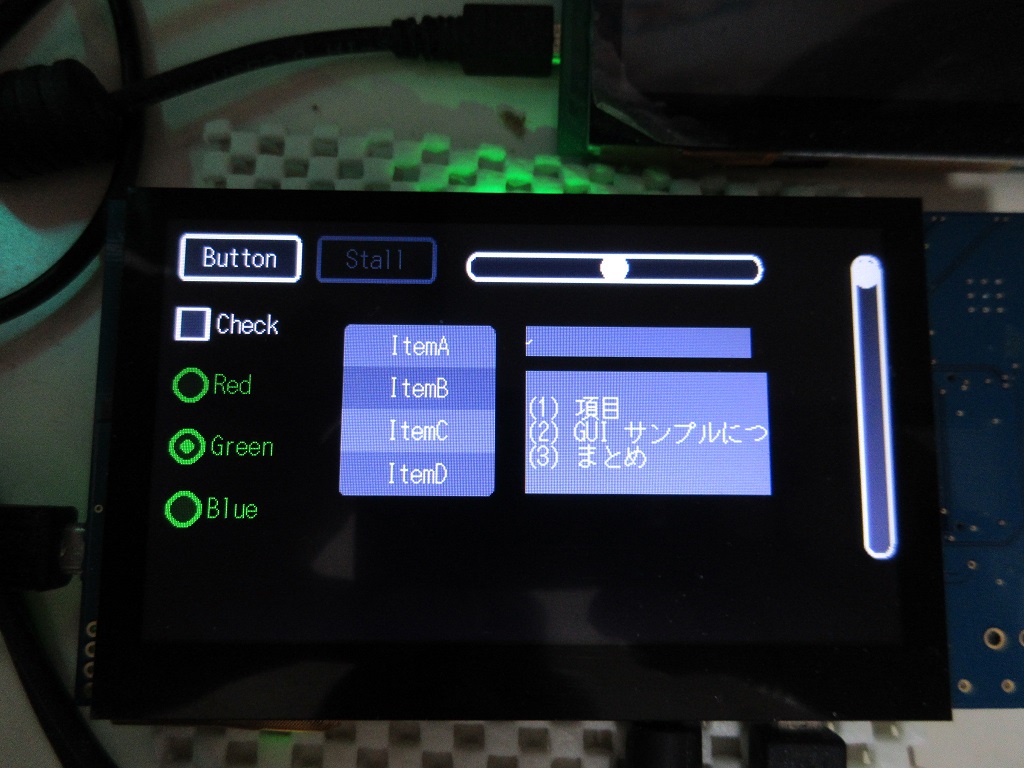 Button
Stall
Check
Red
Green
Blue
ItemA
ItemB
ItemC
ItemD
(1) 項目
(2) GUI サンプルにつ
(3) まとめ